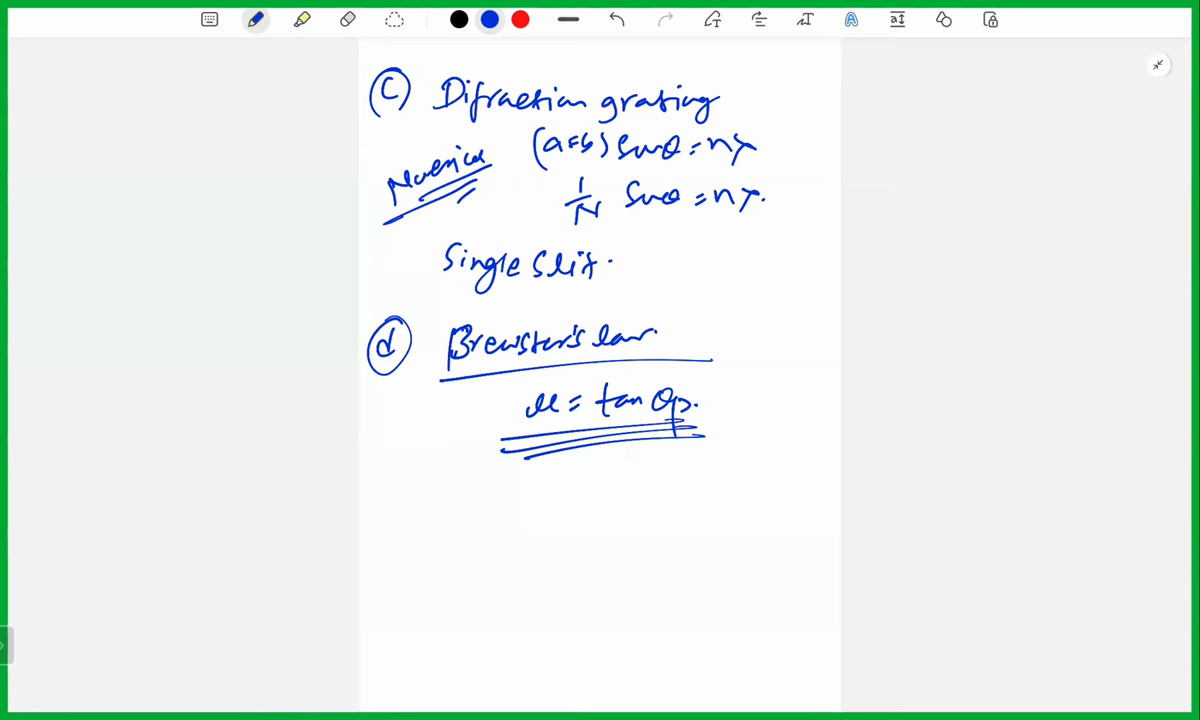 (C) Difraction grating
Numerical (a=b) Sinθ = nλ
1/N Sinθ = nλ.
Single Slit.
(d) Brewster's law.
μ = tan θp.